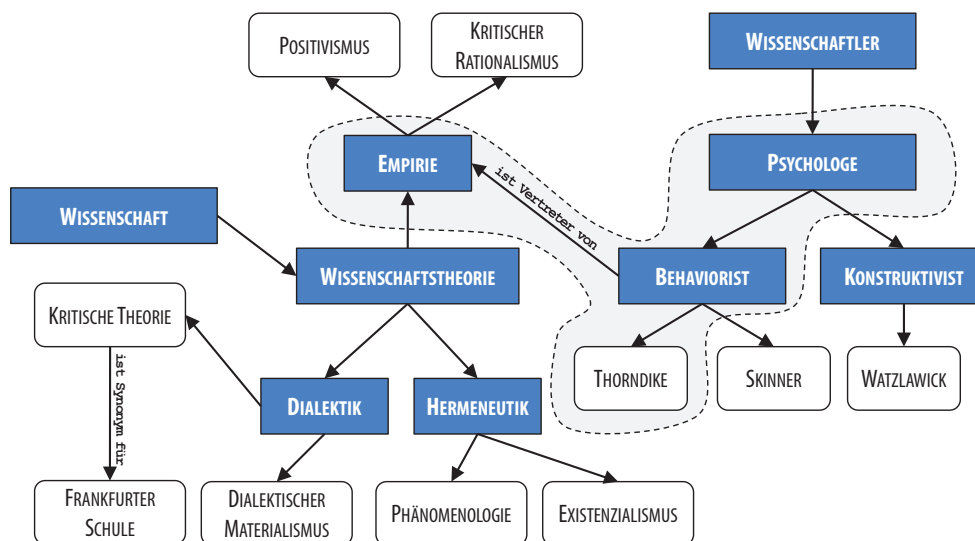 POSITIVISMUS
KRITISCHER
RATIONALISMUS
WISSENSCHAFTLER
EMPIRIE
PSYCHOLOGE
ist Vertreter von
WISSENSCHAFT
WISSENSCHAFTSTHEORIE
BEHAVIORIST
KONSTRUKTIVIST
KRITISCHE THEORIE
THORNDIKE
SKINNER
WATZLAWICK
ist Synonym für
DIALEKTIK
HERMENEUTIK
FRANKFURTER
SCHULE
DIALEKTISCHER
MATERIALISMUS
PHÄNOMENOLOGIE
EXISTENZIALISMUS